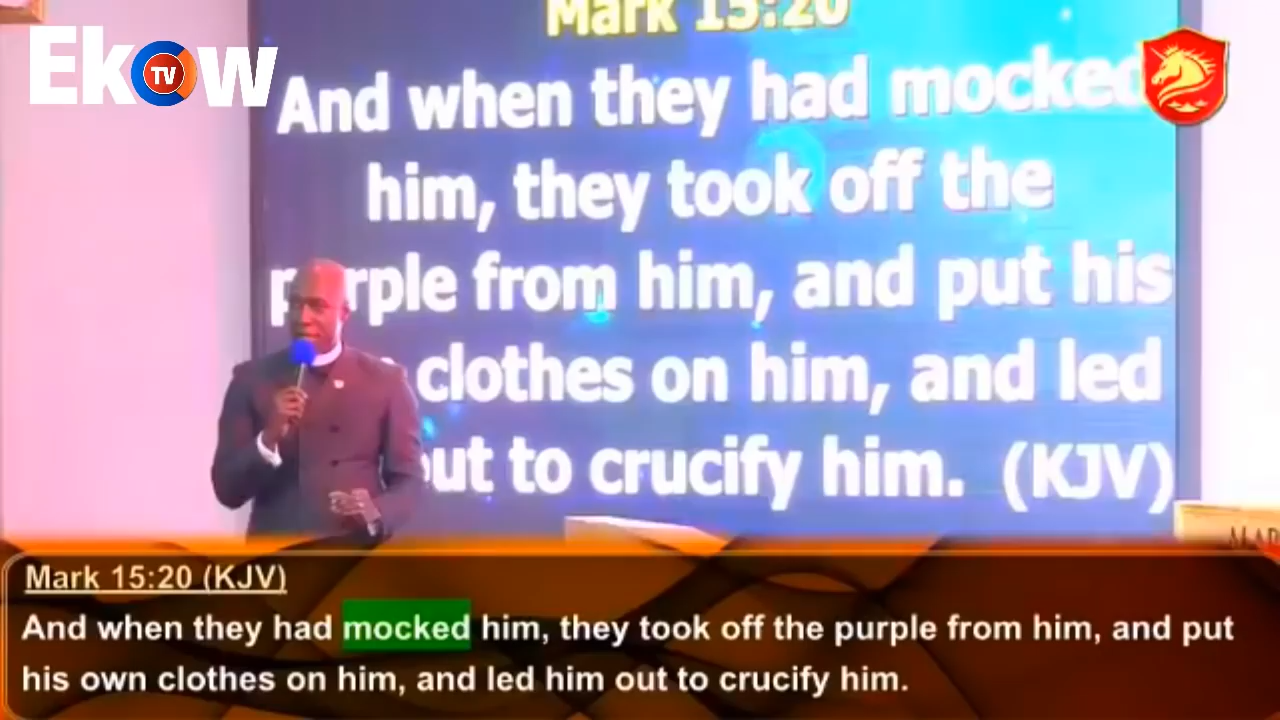 Ekow
TV
Mark 15:20
And when they had mocked
him, they took off the
purple from him, and put his
clothes on him, and led
out to crucify him. (KJV)
Mark 15:20 (KJV)
And when they had mocked him, they took off the purple from him, and put
his own clothes on him, and led him out to crucify him.